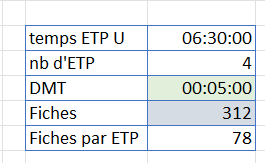 temps ETP U 06:30:00
nb d'ETP 4
DMT 00:05:00
Fiches 312
Fiches par ETP 78